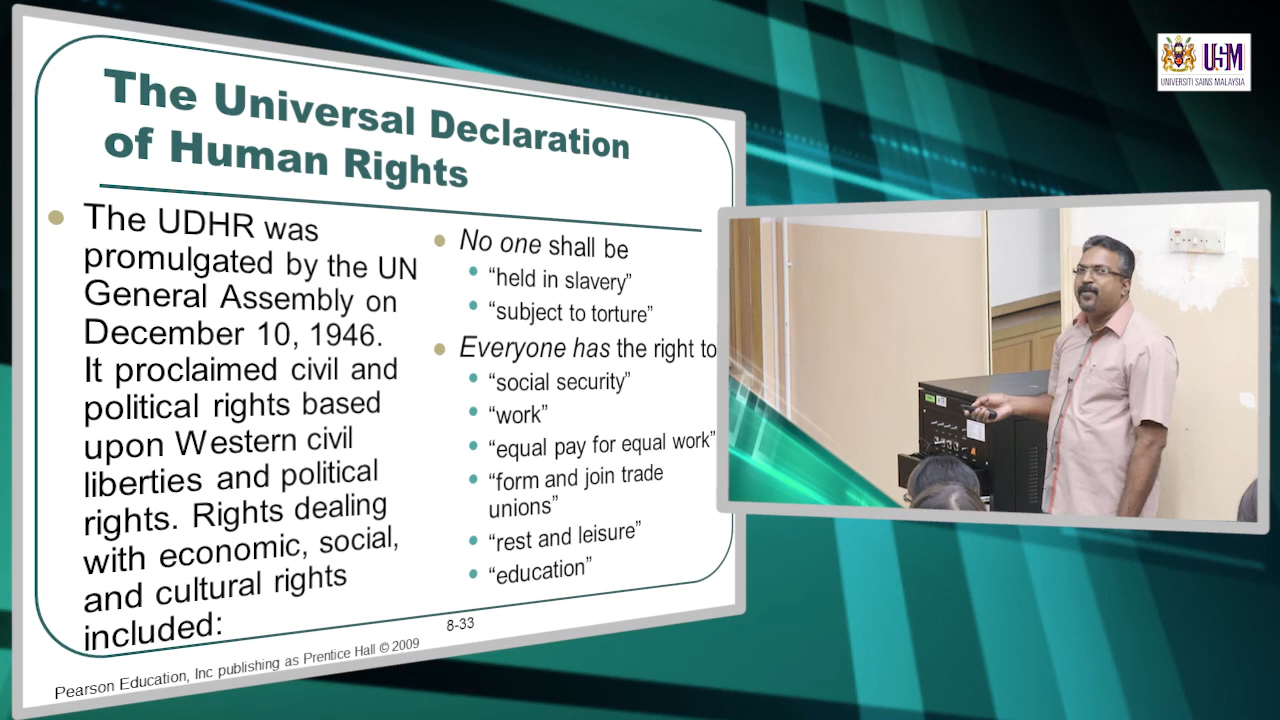 The Universal Declaration
of Human Rights
The UDHR was
promulgated by the UN
General Assembly on
December 10, 1946.
It proclaimed civil and
political rights based
upon Western civil
liberties and political
rights. Rights dealing
with economic, social,
and cultural rights
included:
No one shall be
“held in slavery”
“subject to torture”
Everyone has the right to
“social security”
“work”
“equal pay for equal work”
“form and join trade
unions”
“rest and leisure”
“education”
8-33
Pearson Education, Inc publishing as Prentice Hall © 2009
USM
UNIVERSITI SAINS MALAYSIA